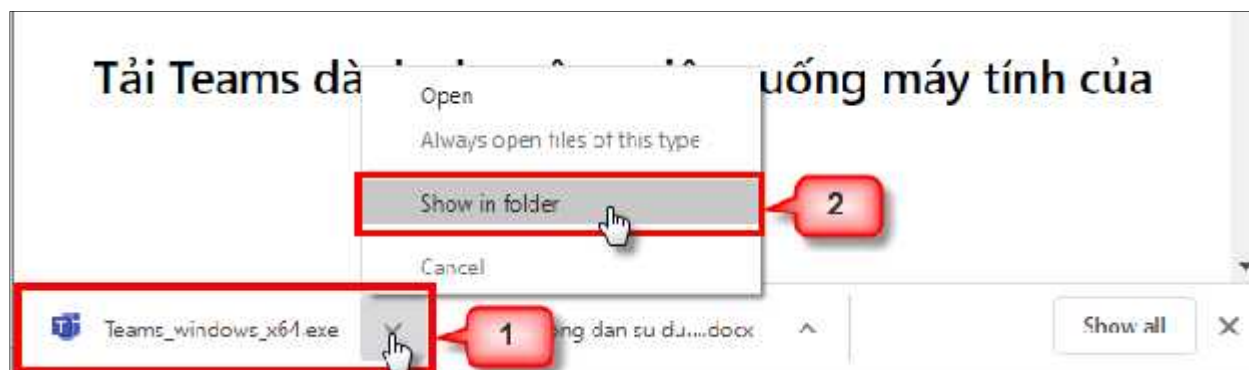 Tải Teams uống máy tính của
Open
Always open files of this type
Show in folder
2
Cancel
Teams_windows_x64.exe
1
dan su du....docx
Show all